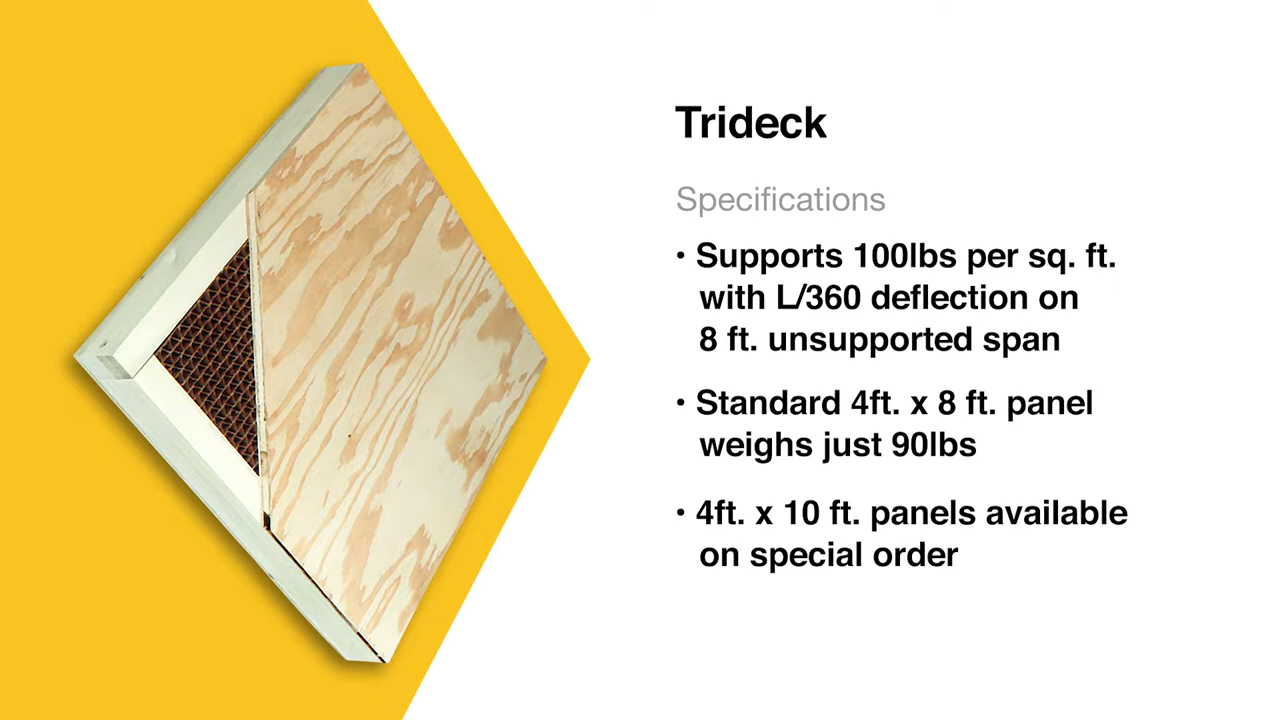 Trideck
Specifications
• Supports 100lbs per sq. ft.
with L/360 deflection on
8 ft. unsupported span
• Standard 4ft. x 8 ft. panel
weighs just 90lbs
• 4ft. x 10 ft. panels available
on special order